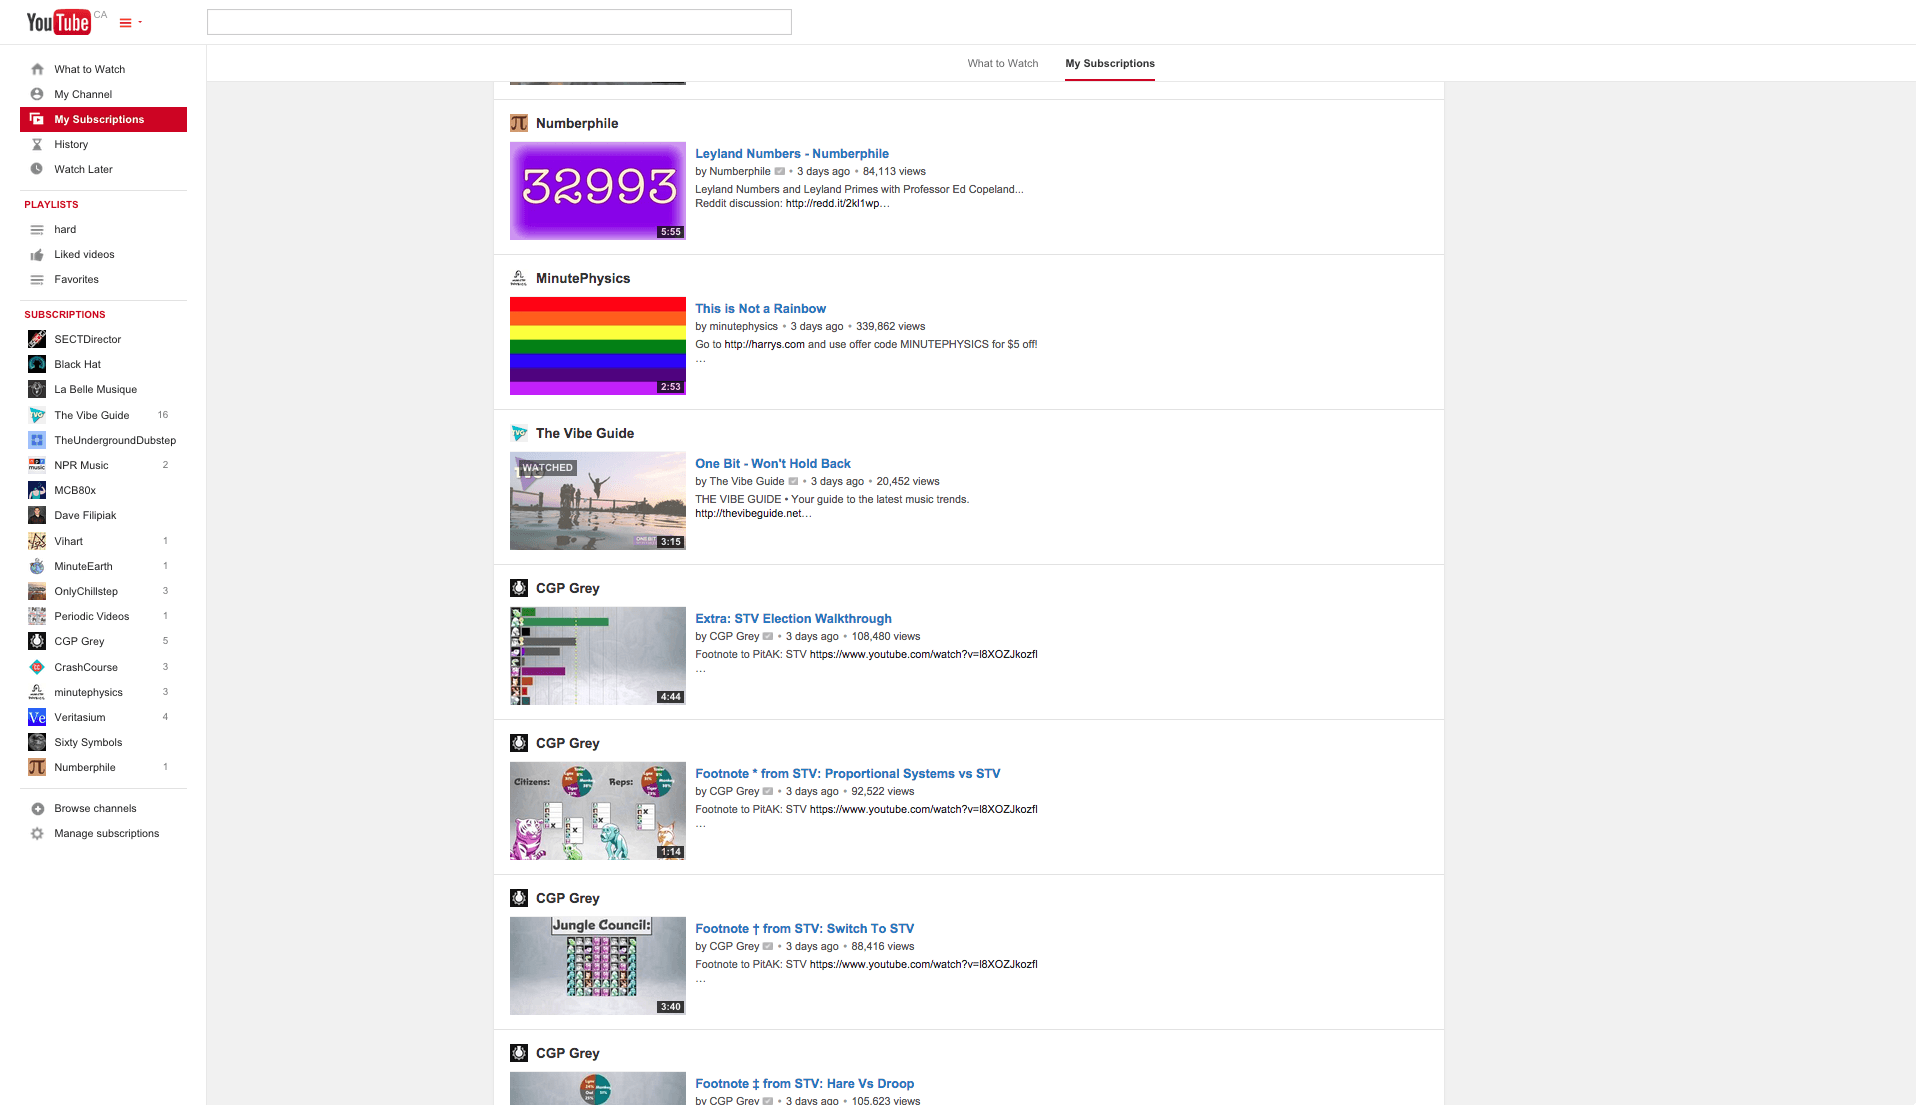 YouTube CA
What to Watch
My Channel
My Subscriptions
History
Watch Later
PLAYLISTS
hard
Liked videos
Favorites
SUBSCRIPTIONS
SECTDirector
Black Hat
La Belle Musique
The Vibe Guide 16
TheUndergroundDubstep
NPR Music 2
MCB80x
Dave Filipiak
Vihart 1
MinuteEarth 1
OnlyChillstep 3
Periodic Videos 1
CGP Grey 5
CrashCourse 3
minutephysics 3
Veritasium 4
Sixty Symbols
Numberphile 1
Browse channels
Manage subscriptions
What to Watch My Subscriptions
Numberphile
32993
5:55
Leyland Numbers - Numberphile
by Numberphile • 3 days ago • 84,113 views
Leyland Numbers and Leyland Primes with Professor Ed Copeland...
Reddit discussion: http://redd.it/2kl1wp...
MinutePhysics
2:53
This is Not a Rainbow
by minutephysics • 3 days ago • 339,862 views
Go to http://harrys.com and use offer code MINUTEPHYSICS for $5 off!
...
The Vibe Guide
WATCHED
3:15
One Bit - Won't Hold Back
by The Vibe Guide • 3 days ago • 20,452 views
THE VIBE GUIDE • Your guide to the latest music trends.
http://thevibeguide.net...
CGP Grey
4:44
Extra: STV Election Walkthrough
by CGP Grey • 3 days ago • 108,480 views
Footnote to PitAK: STV https://www.youtube.com/watch?v=l8XOZJkozfI
...
CGP Grey
Citizens: Reps:
1:14
Footnote * from STV: Proportional Systems vs STV
by CGP Grey • 3 days ago • 92,522 views
Footnote to PitAK: STV https://www.youtube.com/watch?v=l8XOZJkozfI
...
CGP Grey
Jungle Council:
3:40
Footnote † from STV: Switch To STV
by CGP Grey • 3 days ago • 88,416 views
Footnote to PitAK: STV https://www.youtube.com/watch?v=l8XOZJkozfI
...
CGP Grey
Footnote ‡ from STV: Hare Vs Droop
by CGP Grey • 3 days ago • 105,623 views